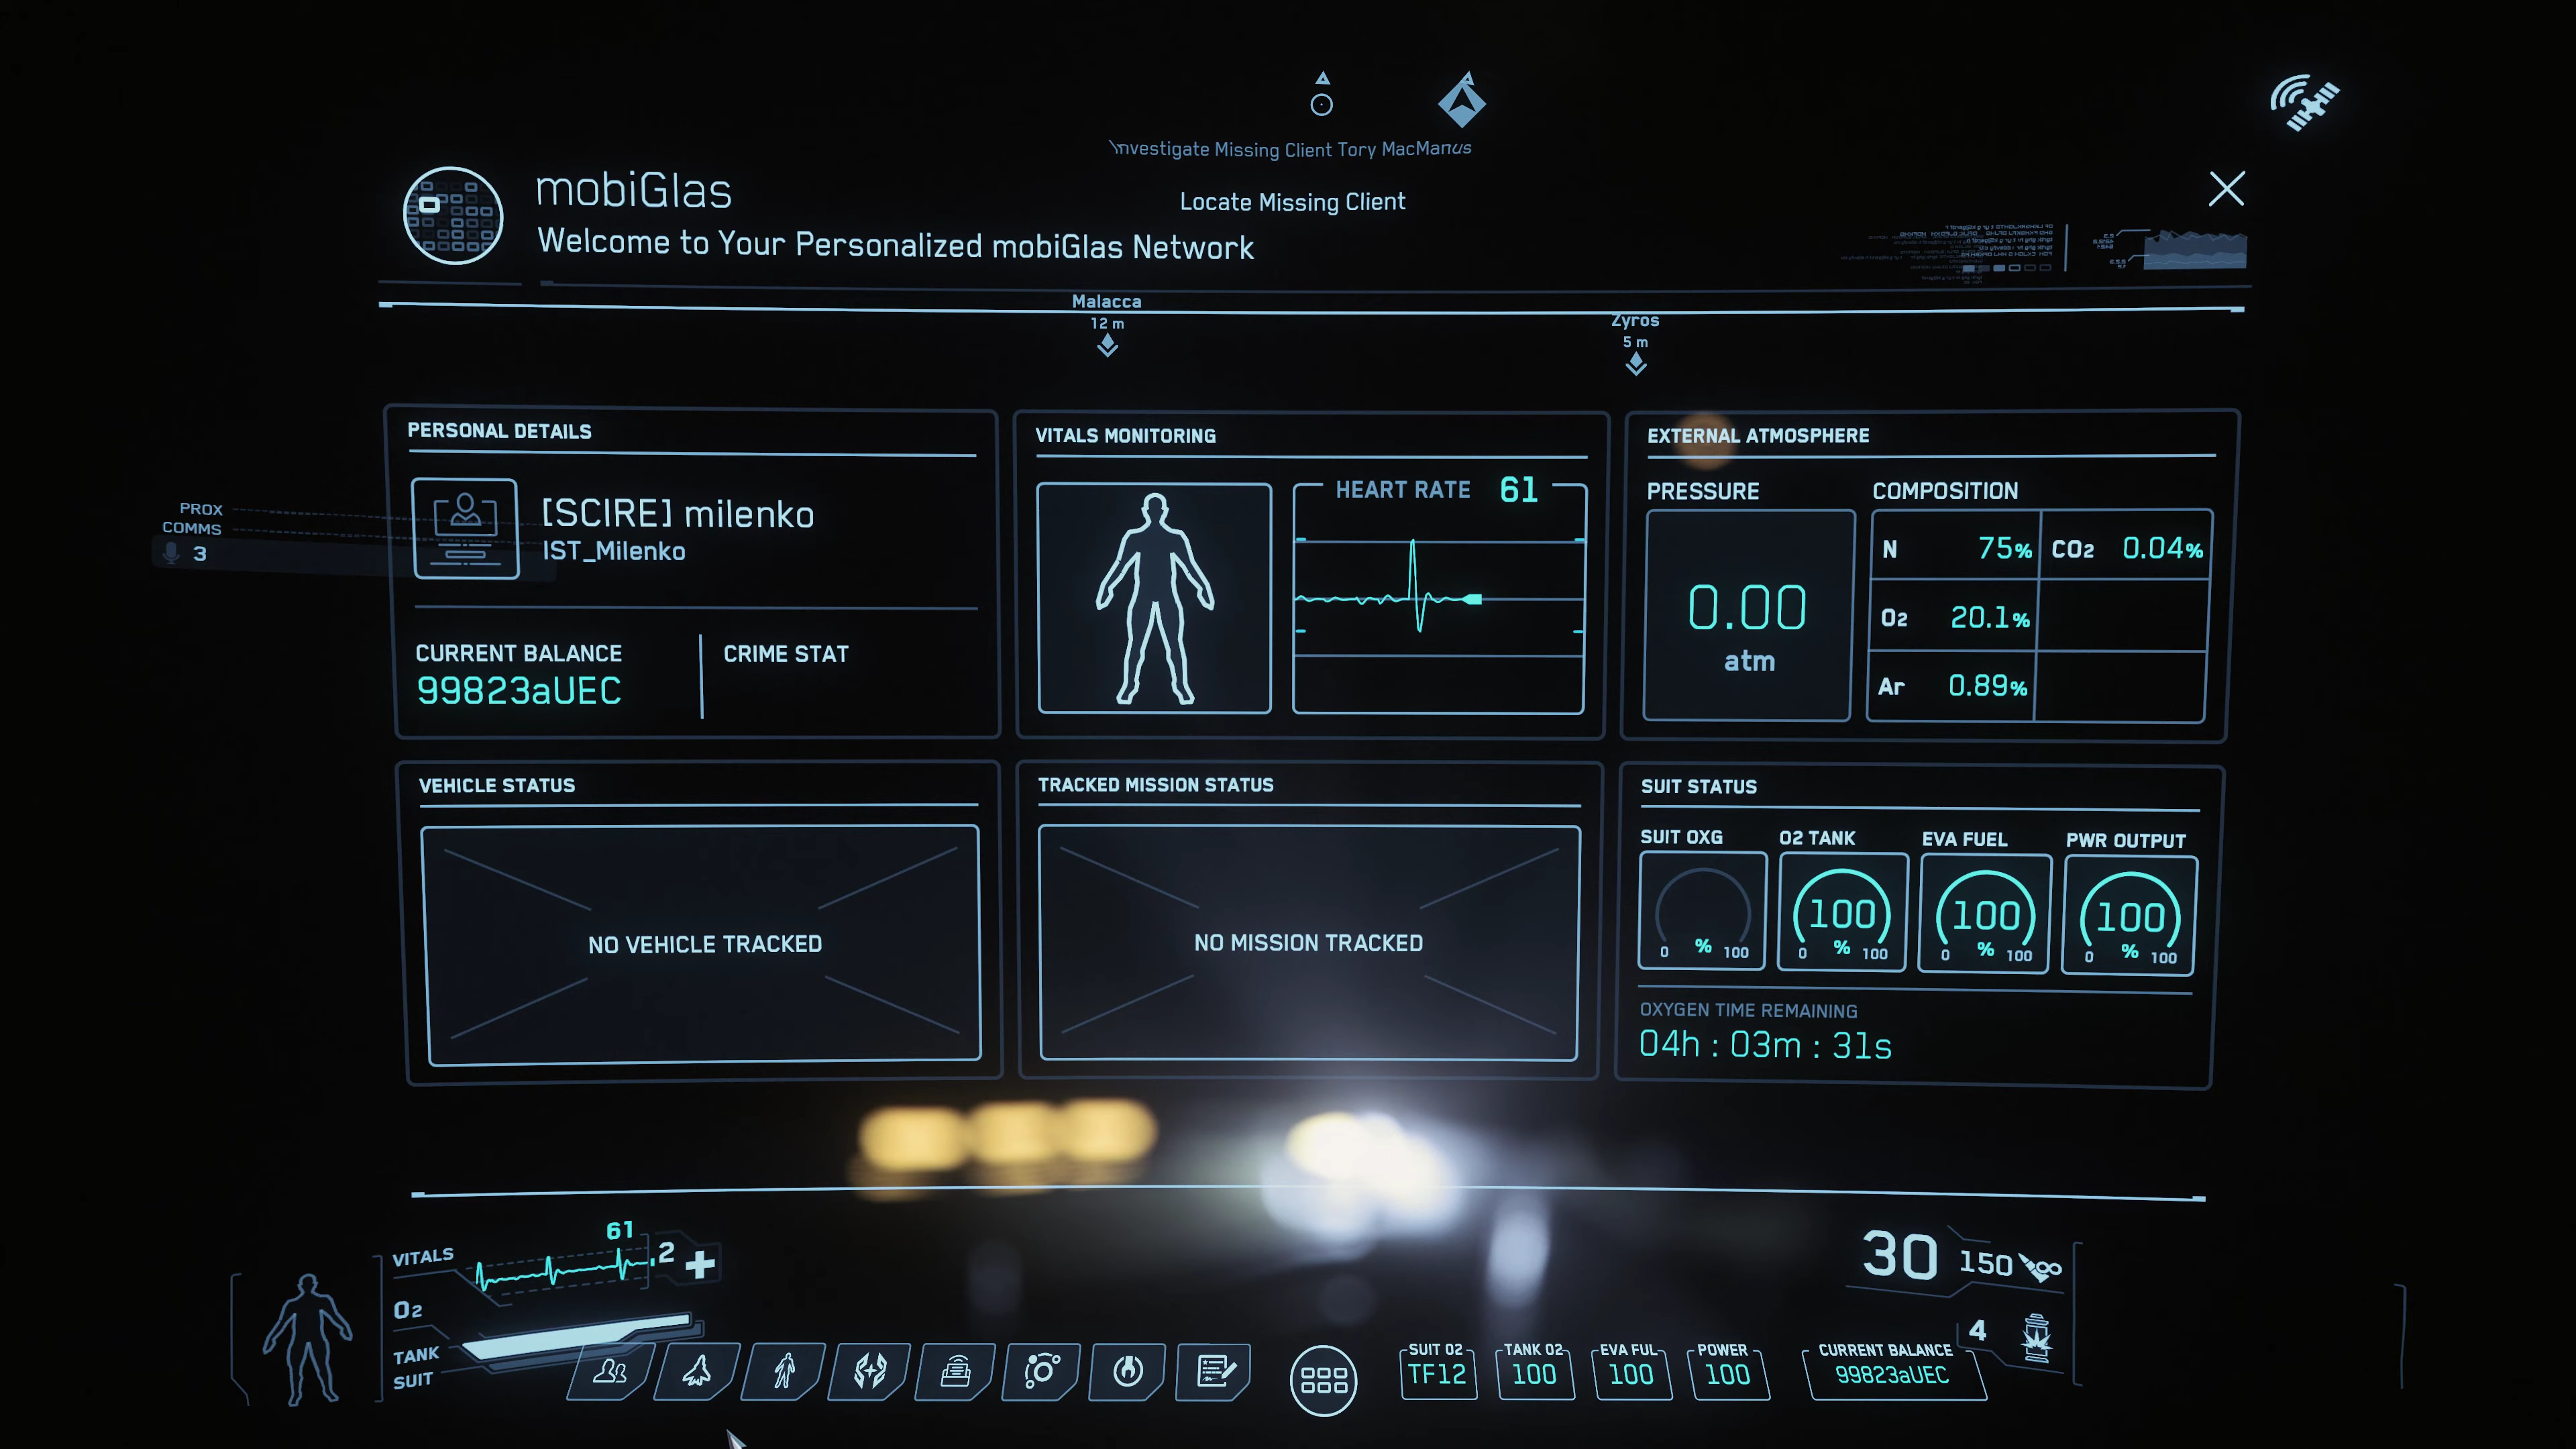 Investigate Missing Client Tory MacManus
mobiGlas
Locate Missing Client
Welcome to Your Personalized mobiGlas Network
Malacca
12 m
Zyros
5 m
PERSONAL DETAILS
[SCIRE] milenko
IST_Milenko
CURRENT BALANCE
99823aUEC
CRIME STAT
PROX
COMMS
3
VITALS MONITORING
HEART RATE 61
EXTERNAL ATMOSPHERE
PRESSURE
0.00
atm
COMPOSITION
N 75% CO2 0.04%
O2 20.1%
Ar 0.89%
VEHICLE STATUS
NO VEHICLE TRACKED
TRACKED MISSION STATUS
NO MISSION TRACKED
SUIT STATUS
SUIT OXG O2 TANK EVA FUEL PWR OUTPUT
100 100 100
0 % 100 0 % 100 0 % 100 0 % 100
OXYGEN TIME REMAINING
04h : 03m : 31s
VITALS
61
.2
O2
TANK
SUIT
30 150
4
SUIT O2 TANK O2 EVA FUL POWER CURRENT BALANCE
TF12 100 100 100 99823aUEC